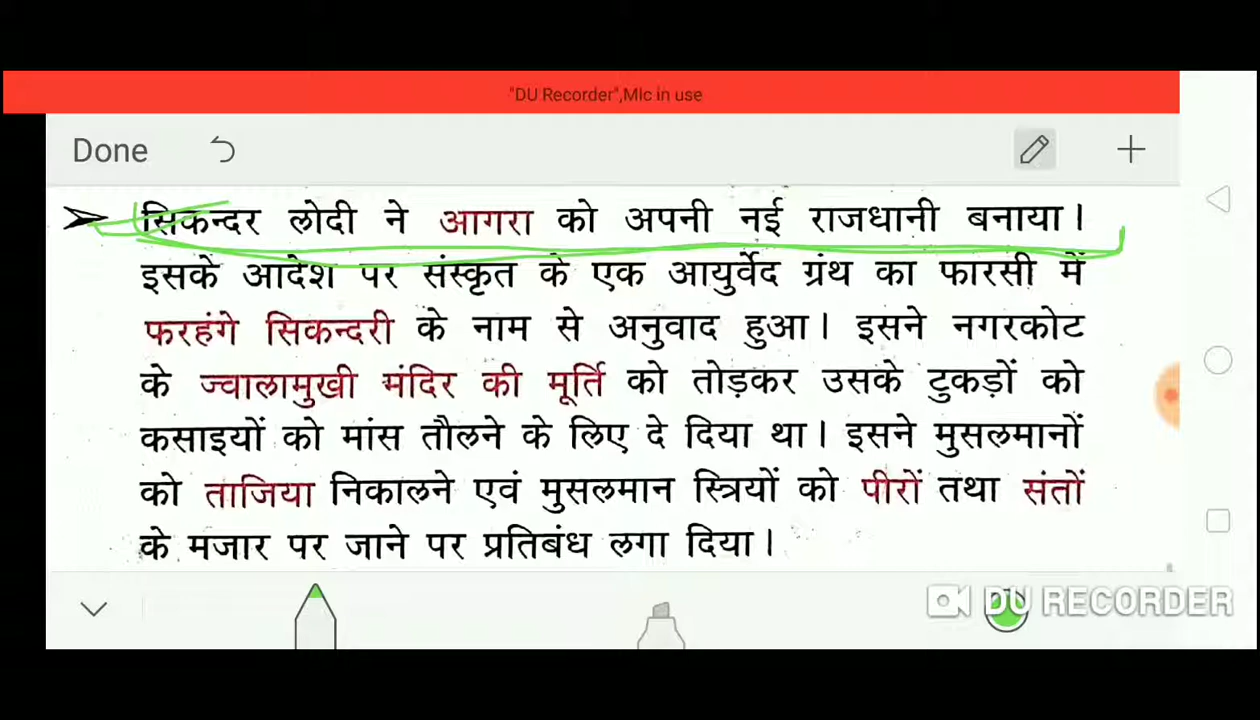 "DU Recorder",Mic in use
Done
➤ सिकन्दर लोदी ने आगरा को अपनी नई राजधानी बनाया।
इसके आदेश पर संस्कृत के एक आयुर्वेद ग्रंथ का फारसी में
फरहंगे सिकन्दरी के नाम से अनुवाद हुआ। इसने नगरकोट
के ज्वालामुखी मंदिर की मूर्ति को तोड़कर उसके टुकड़ों को
कसाइयों को मांस तौलने के लिए दे दिया था। इसने मुसलमानों
को ताजिया निकालने एवं मुसलमान स्त्रियों को पीरों तथा संतों
के मजार पर जाने पर प्रतिबंध लगा दिया।
DU RECORDER